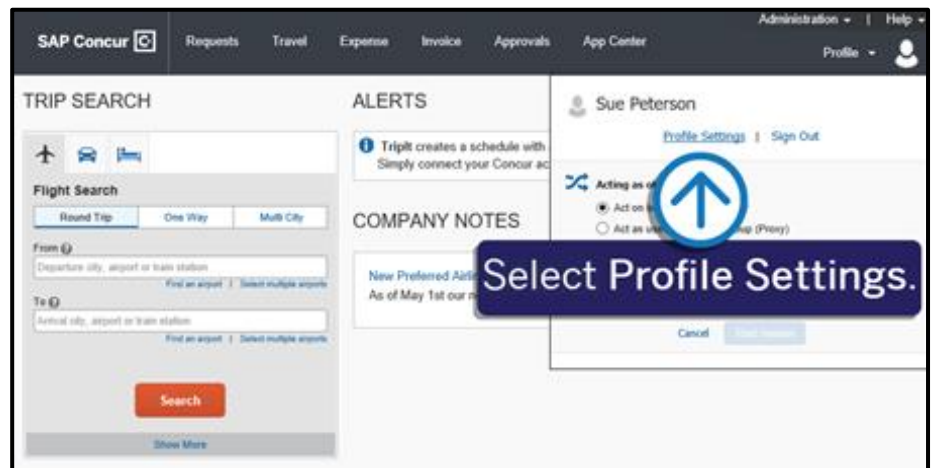 Administration | Help
SAP Concur C Requests Travel Expense Invoice Approvals App Center
Profile
TRIP SEARCH
Flight Search
Round Trip One Way Multi City
From
Departure city, airport or train station
Find an airport | Select multiple airports
To
Arrival city, airport or train station
Find an airport | Select multiple airports
Search
Show More
ALERTS
TripIt creates a schedule with
Simply connect your Concur
COMPANY NOTES
New Preferred
As of May 1st our
Sue Peterson
Profile Settings | Sign Out
Acting as
Act on
Act as (Proxy)
Select Profile Settings.
Cancel